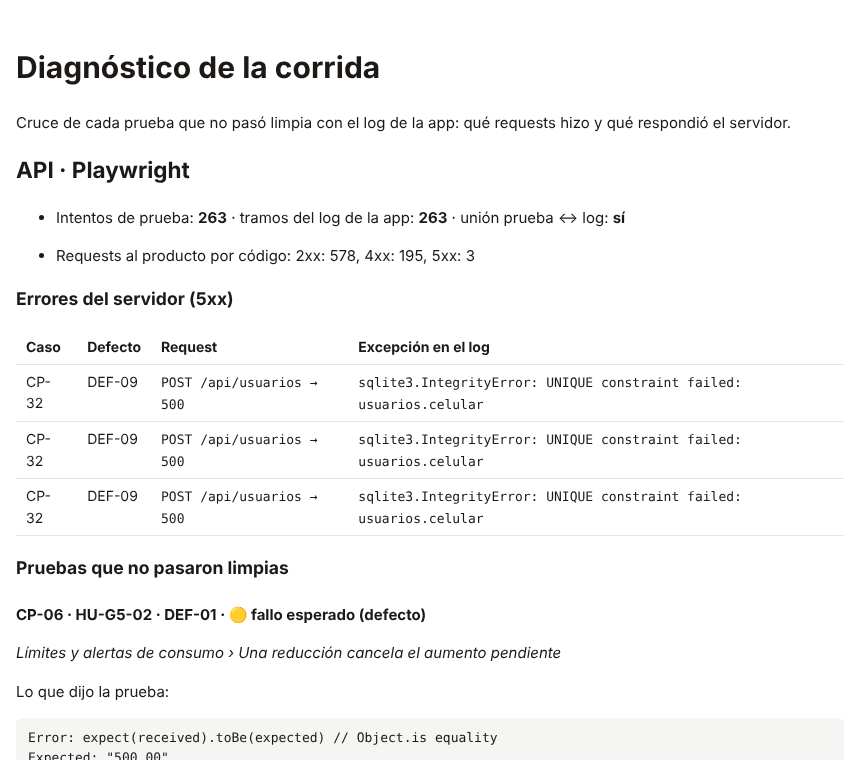 Diagnóstico de la corrida
Cruce de cada prueba que no pasó limpia con el log de la app: qué requests hizo y qué respondió el servidor.
API · Playwright
• Intentos de prueba: 263 · tramos del log de la app: 263 · unión prueba ↔ log: sí
• Requests al producto por código: 2xx: 578, 4xx: 195, 5xx: 3
Errores del servidor (5xx)
Caso Defecto Request Excepción en el log
CP- DEF-09 POST /api/usuarios → sqlite3.IntegrityError: UNIQUE constraint failed:
32 500 usuarios.celular
CP- DEF-09 POST /api/usuarios → sqlite3.IntegrityError: UNIQUE constraint failed:
32 500 usuarios.celular
CP- DEF-09 POST /api/usuarios → sqlite3.IntegrityError: UNIQUE constraint failed:
32 500 usuarios.celular
Pruebas que no pasaron limpias
CP-06 · HU-G5-02 · DEF-01 · 🟡 fallo esperado (defecto)
Límites y alertas de consumo › Una reducción cancela el aumento pendiente
Lo que dijo la prueba:
Error: expect(received).toBe(expected) // Object.is equality
Expected: "500.00"